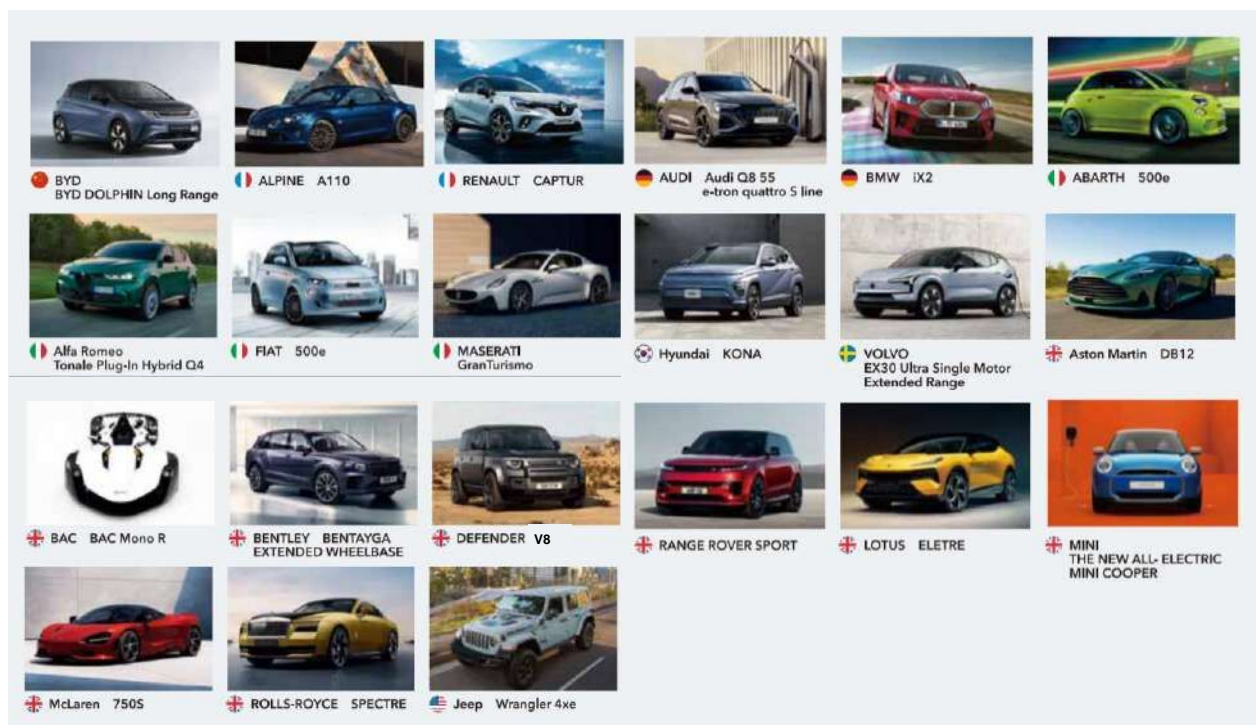 BYD
BYD DOLPHIN Long Range
ALPINE A110
RENAULT CAPTUR
AUDI Audi Q8 55
e-tron quattro S line
BMW iX2
ABARTH 500e
Alfa Romeo
Tonale Plug-In Hybrid Q4
FIAT 500e
MASERATI
GranTurismo
Hyundai KONA
VOLVO
EX30 Ultra Single Motor
Extended Range
Aston Martin DB12
BAC BAC Mono R
BENTLEY BENTAYGA
EXTENDED WHEELBASE
DEFENDER V8
RANGE ROVER SPORT
LOTUS ELETRE
MINI
THE NEW ALL- ELECTRIC
MINI COOPER
McLaren 750S
ROLLS-ROYCE SPECTRE
Jeep Wrangler 4xe